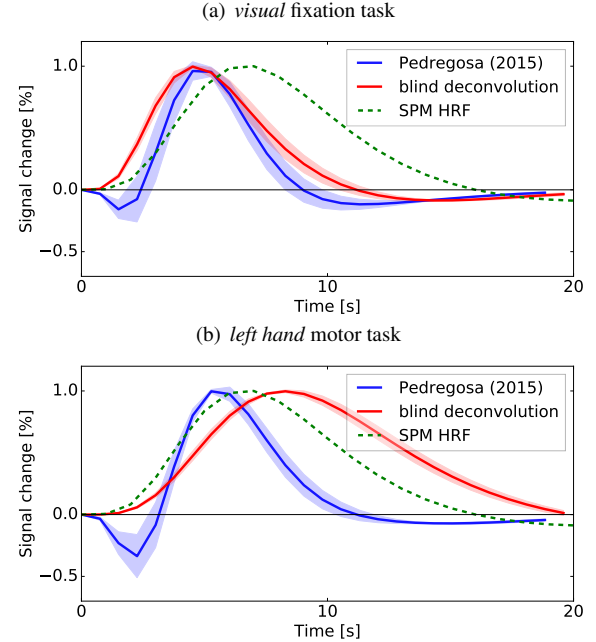 (a) visual fixation task
Signal change [%]
1.0
0.0
−0.5
Pedregosa (2015)
blind deconvolution
SPM HRF
0
10
20
Time [s]
(b) left hand motor task
Signal change [%]
1.0
0.0
−0.5
Pedregosa (2015)
blind deconvolution
SPM HRF
0
10
20
Time [s]